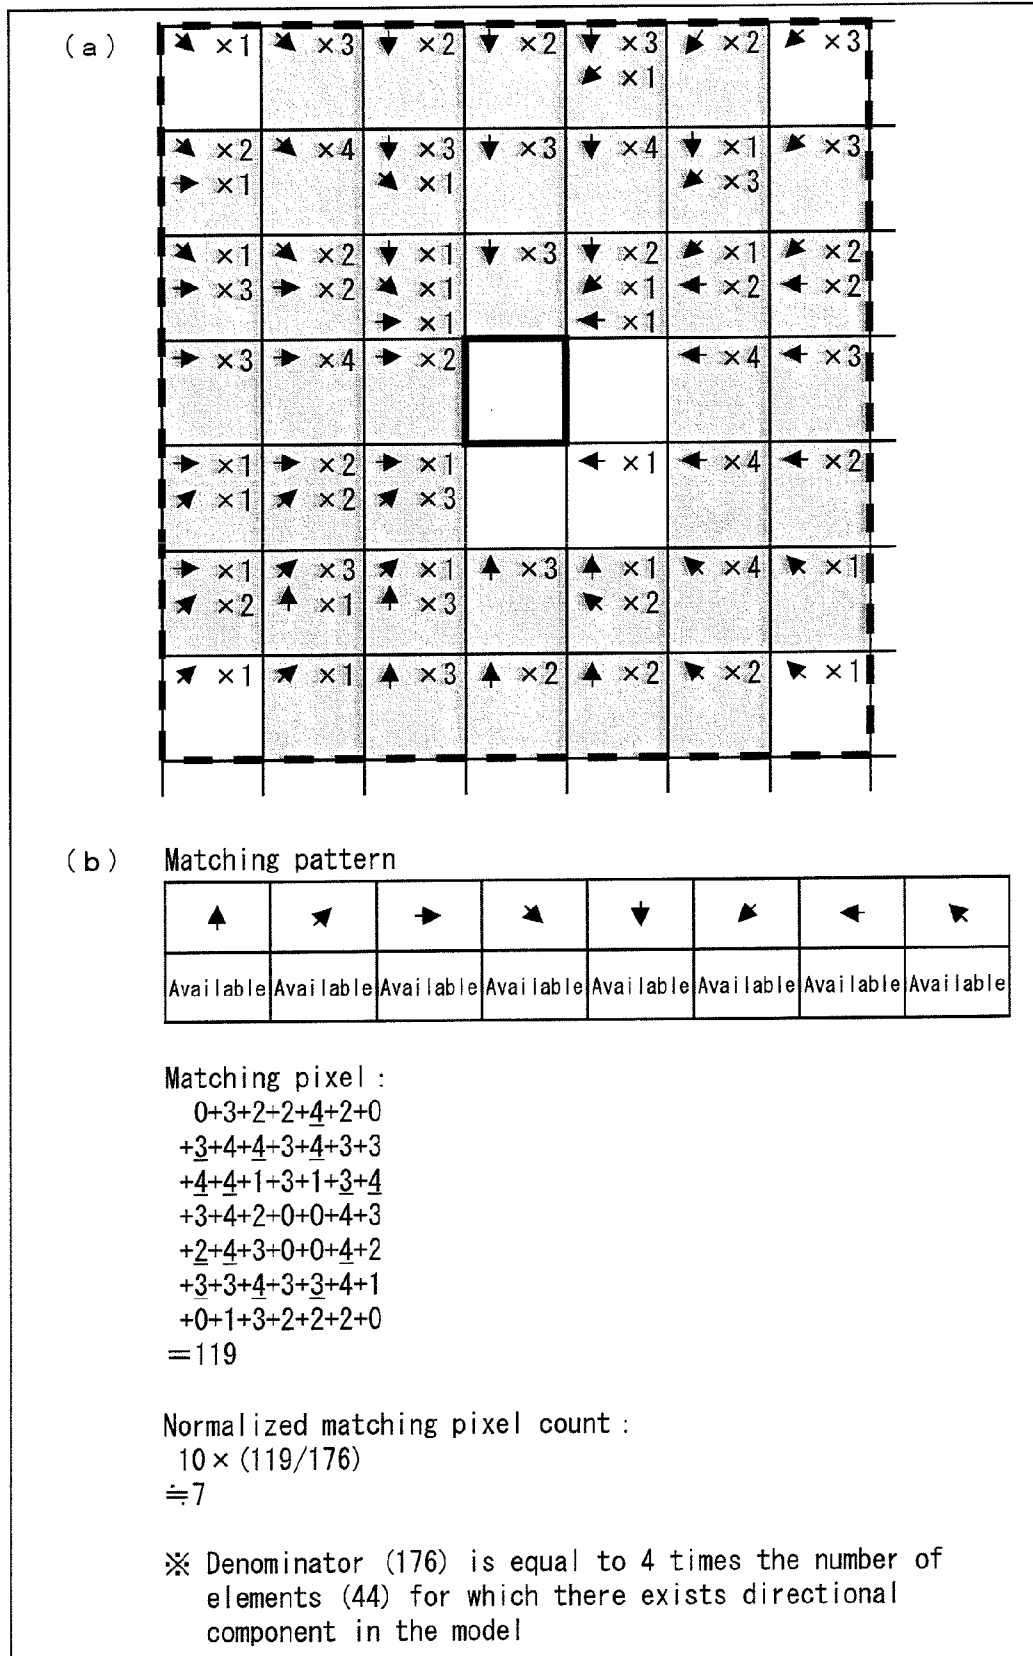 (a) ×1 ×3 ×2 ×2 ×3 ×2 ×3
×1
×2 ×4 ×3 ×3 ×4 ×1 ×3
×1 ×1 ×3
×1 ×2 ×1 ×3 ×2 ×1 ×2
×3 ×2 ×1 ×1 ×2 ×2
×1 ×1
×3 ×4 ×2 ×4 ×3
×1 ×2 ×1 ×1 ×4 ×2
×1 ×2 ×3
×1 ×3 ×1 ×3 ×1 ×4 ×1
×2 ×1 ×3 ×2
×1 ×1 ×3 ×2 ×2 ×2 ×1
(b) Matching pattern
Available Available Available Available Available Available Available Available
Matching pixel :
0+3+2+2+4+2+0
+3+4+4+3+4+3+3
+4+4+1+3+1+3+4
+3+4+2+0+0+4+3
+2+4+3+0+0+4+2
+3+3+4+3+3+4+1
+0+1+3+2+2+2+0
=119
Normalized matching pixel count :
10×(119/176)
≒7
※ Denominator (176) is equal to 4 times the number of
elements (44) for which there exists directional
component in the model